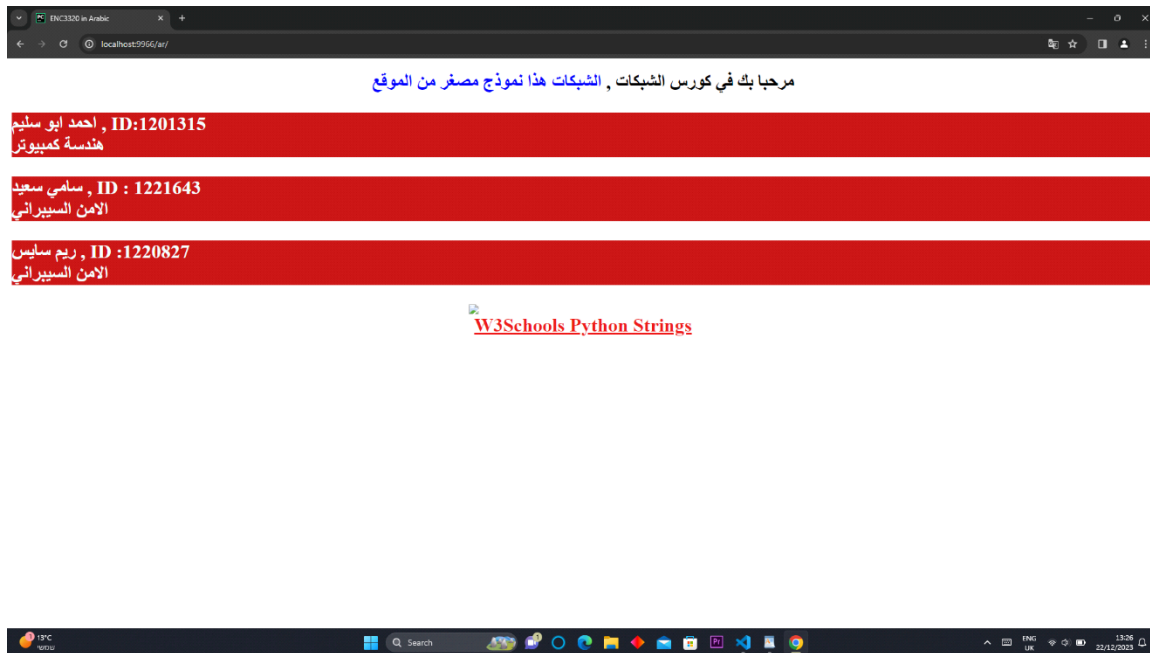 ENC3320 in Arabic
localhost:9966/ar/
مرحبا بك في كورس الشبكات , الشبكات هذا نموذج مصغر من الموقع
احمد ابو سليم , ID:1201315
هندسة كمبيوتر
سامي سعيد , ID : 1221643
الامن السيبراني
ريم سايس , ID :1220827
الامن السيبراني
W3Schools Python Strings
13°C
שמשי
Search
ENG
UK
13:26
22/12/2023